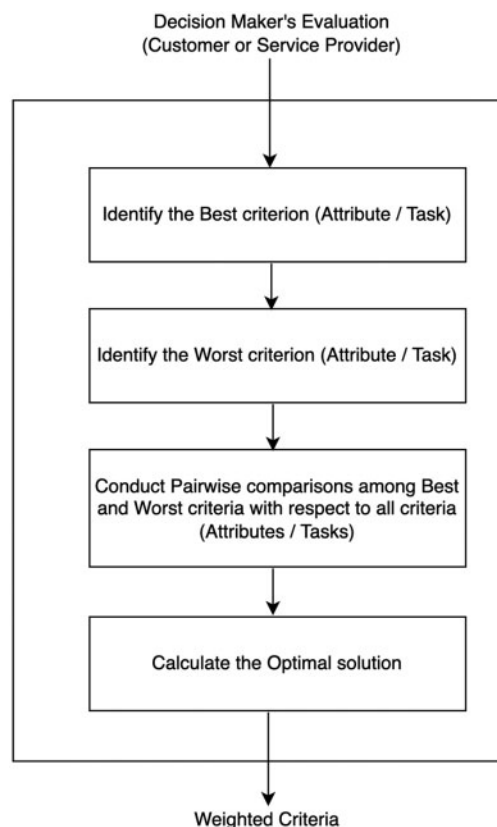 Decision Maker's Evaluation
(Customer or Service Provider)
Identify the Best criterion (Attribute / Task)
Identify the Worst criterion (Attribute / Task)
Conduct Pairwise comparisons among Best
and Worst criteria with respect to all criteria
(Attributes / Tasks)
Calculate the Optimal solution
Weighted Criteria